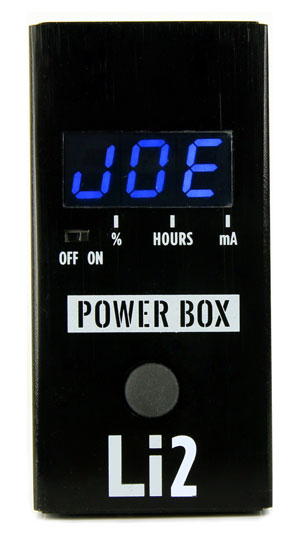 JOE
% HOURS mA
OFF ON
POWER BOX
Li2